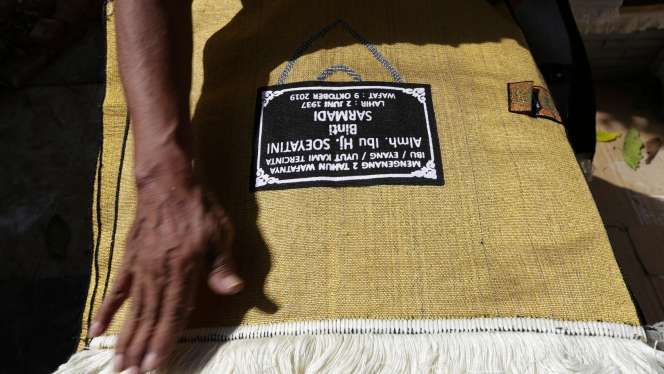 MENGENANG 2 TAHUN WAFATNYA
IBU / EYANG / UYUT KAMI TERCINTA
Almh. Ibu Hj. SOEYATINI
Binti
SARMADI
LAHIR : 2 JUNI 1937
WAFAT : 9 OKTOBER 2019